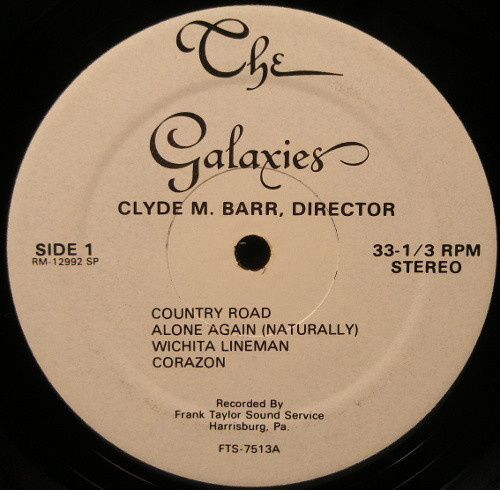 The
Galaxies
CLYDE M. BARR, DIRECTOR
SIDE 1
RM-12992 SP
33-1/3 RPM
STEREO
COUNTRY ROAD
ALONE AGAIN (NATURALLY)
WICHITA LINEMAN
CORAZON
Recorded By
Frank Taylor Sound Service
Harrisburg, Pa.
FTS-7513A